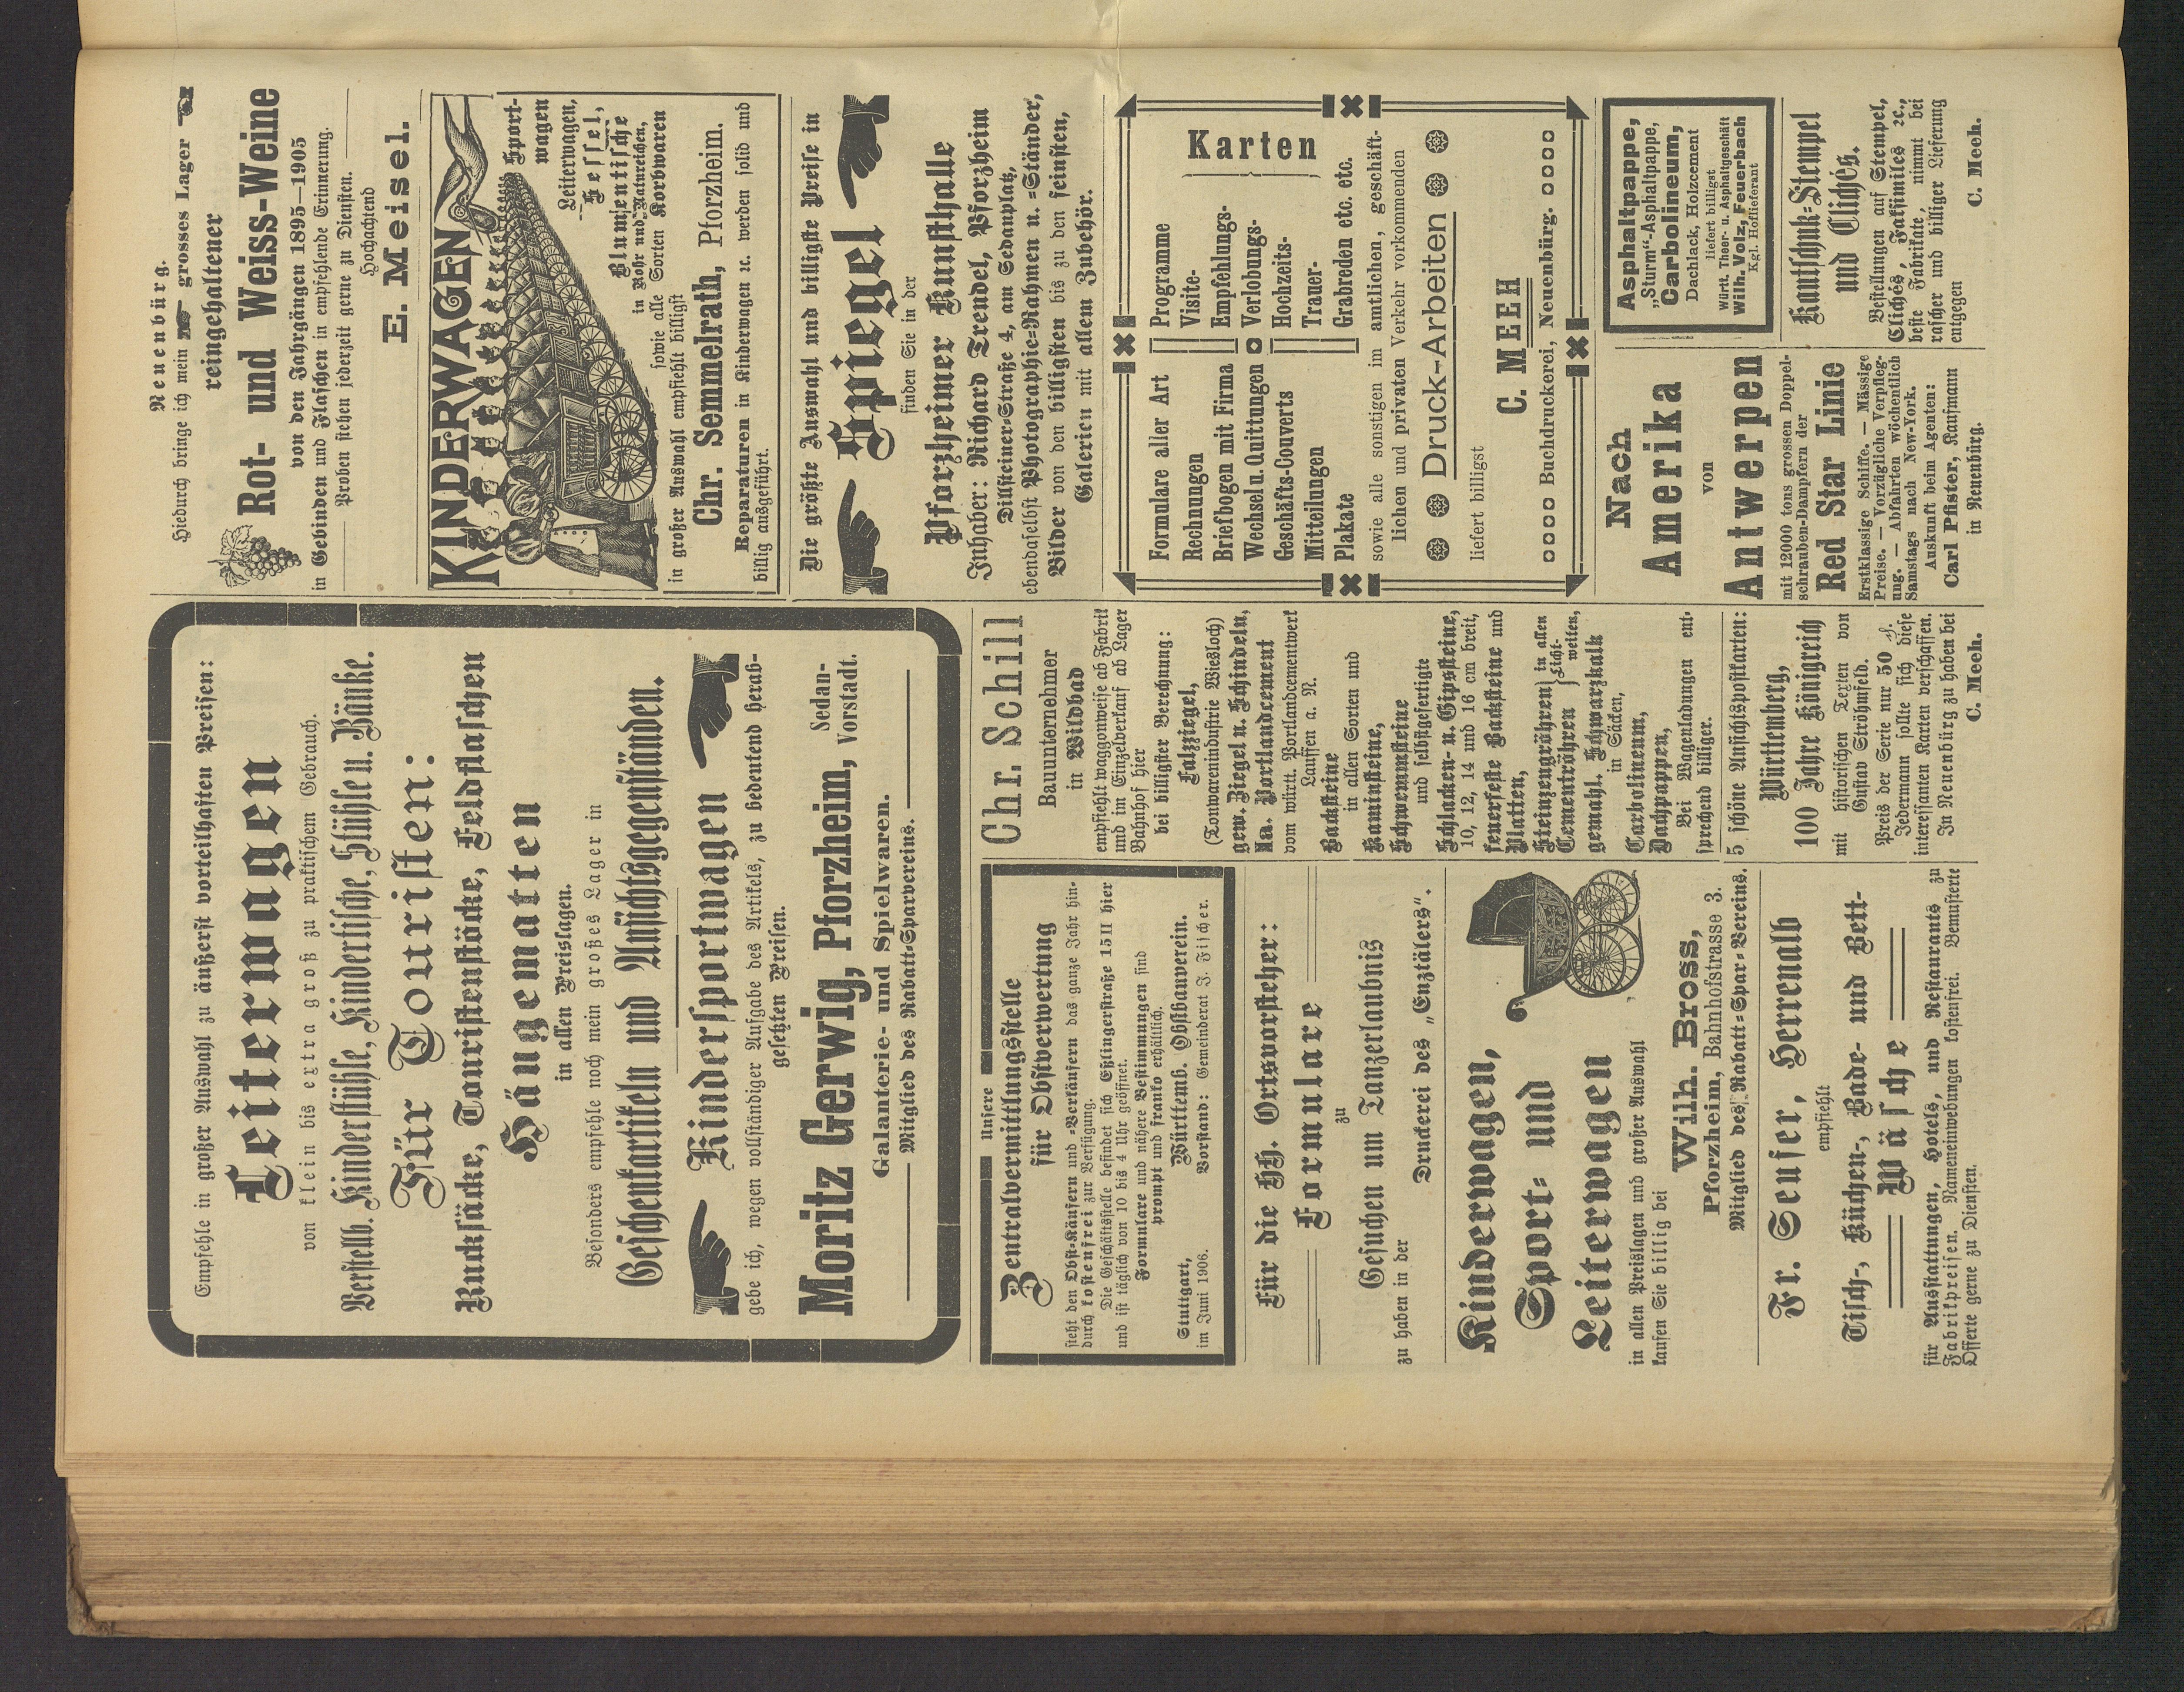 Empfehle in großer Auswahl zu äußerst vorteilhaften Preisen:
Leiterwagen
von klein bis extra groß zu praktischem Gebrauch.
Verstellb. Kinderstühle, Kindertische, Stühle u. Bänke.
Für Touristen:
Rucksäcke, Touristenstöcke, Feldflaschen
Hängematten
in allen Preislagen.
Besonders empfehle noch mein großes Lager in
Geschenkartikeln und Ansichtsgegenständen.
Kindersportwagen
gebe ich, wegen vollständiger Aufgabe des Artikels, zu bedeutend herab-
gesetzten Preisen.
Moritz Gerwig, Pforzheim, Sedan-
Vorstadt.
Galanterie- und Spielwaren.
Mitglied des Rabatt-Sparvereins.
Unsere
Zentralvermittlungsstelle
für Obstverwertung
steht den Obst-Käufern und -Verkäufern das ganze Jahr hin-
durch kostenfrei zur Verfügung.
Die Geschäftsstelle befindet sich Eßlingerstraße 15 II hier
und ist täglich von 10 bis 4 Uhr geöffnet.
Formulare und nähere Bestimmungen sind
prompt und franko erhältlich.
Stuttgart,
im Juni 1906.
Württemb. Obstbauverein.
Vorstand: Gemeinderat J. Fischer.
Für die HH. Ortsvorsteher:
Formulare
zu
Gesuchen um Tanzerlaubnis
zu haben in der
Druckerei des „Enztälers".
Kinderwagen,
Sport- und
Leiterwagen
in allen Preislagen und großer Auswahl
kaufen Sie billig bei
Wilh. Bross,
Pforzheim, Bahnhofstrasse 3.
Mitglied des Rabatt-Spar-Vereins.
Fr. Senfer, Herrenalb
empfiehlt
Tisch-, Küchen-, Bade- und Bett-
Wäsche
für Ausstattungen, Hotels, und Restaurants zu
Fabrikpreisen. Nameneinwebungen kostenfrei. Bemusterte
Offerte gerne zu Diensten.
Chr. Schill
Bauunternehmer
in Wildbad
empfiehlt waggonweise ab Fabrik
und im Einzelverkauf ab Lager
Bahnhof hier
bei billigster Berechnung:
Falzziegel,
(Tonwarenindustrie Wiesloch)
gew. Ziegel u. Schindeln,
Ia. Portlandcement
vom württ. Portlandcementwerk
Lauffen a. N.
Backsteine
in allen Sorten und
Kaminsteine,
Schwemmsteine
und selbstgefertigte
Schlacken- u. Gipssteine,
10, 12, 14 und 16 cm breit,
feuerfeste Backsteine und
Platten,
Steinzeugröhren } in allen
Cementröhren } Licht-
weiten,
gemahl. Schwarzkalk
in Säcken,
Carbolineum,
Dachpappen,
Bei Wagenladungen ent-
sprechend billiger.
5 schöne Ansichtspostkarten:
Württemberg,
100 Jahre Königreich
mit historischen Texten von
Gustav Ströhmfeld.
Preis der Serie nur 50 ₰.
Jedermann sollte sich diese
interessanten Karten verschaffen.
In Neuenbürg zu haben bei
C. Meeh.
Neuenbürg.
Hiedurch bringe ich mein grosses Lager
reingehaltener
Rot- und Weiss-Weine
von den Jahrgängen 1895—1905
in Gebinden und Flaschen in empfehlende Erinnerung.
Proben stehen jederzeit gerne zu Diensten.
Hochachtend
E. Meisel.
KINDERWAGEN
Sport-
wagen
Leiterwagen,
Sessel,
Blumentische
in Rohr und Naturreichen,
sowie alle Sorten Korbwaren
in großer Auswahl empfiehlt billigst
Chr. Semmelrath, Pforzheim.
Reparaturen in Kinderwagen ꝛc. werden solid und
billig ausgeführt.
Die größte Auswahl und billigste Preise in
Spiegel
finden Sie in der
Pforzheimer Kunsthalle
Inhaber: Richard Trendel, Pforzheim
Dillsteiner-Straße 4, am Sedanplatz,
ebendaselbst Photographie-Rahmen u. -Ständer,
Bilder von den billigsten bis zu den feinsten,
Galerien mit allem Zubehör.
Formulare aller Art
Rechnungen
Briefbogen mit Firma
Wechsel u. Quittungen
Geschäfts-Couverts
Mitteilungen
Plakate
Programme
Visite-
Empfehlungs-
Verlobungs-
Hochzeits-
Trauer-
Grabreden etc. etc.
Karten
sowie alle sonstigen im amtlichen, geschäft-
lichen und privaten Verkehr vorkommenden
Druck-Arbeiten
liefert billigst
C. MEEH
Buchdruckerei, Neuenbürg.
Nach
Amerika
von
Antwerpen
mit 12000 tons grossen Doppel-
schrauben-Dampfern der
Red Star Linie
Erstklassige Schiffe. — Mässige
Preise. — Vorzügliche Verpfleg-
ung. — Abfahrten wöchentlich
Samstags nach New-York.
Auskunft beim Agenten:
Carl Pfister, Kaufmann
in Neuenbürg.
Asphaltpappe,
„Sturm"-Asphaltpappe,
Carbolineum,
Dachlack, Holzcement
liefert billigst
Württ. Theer- u. Asphaltgeschäft
Wilh. Volz, Feuerbach
Kgl. Hoflieferant
Kautschuk-Stempel
und Clichés.
Bestellungen auf Stempel,
Clichés, Faksimiles ꝛc.,
beste Fabrikate, nimmt bei
rascher und billiger Lieferung
entgegen
C. Meeh.